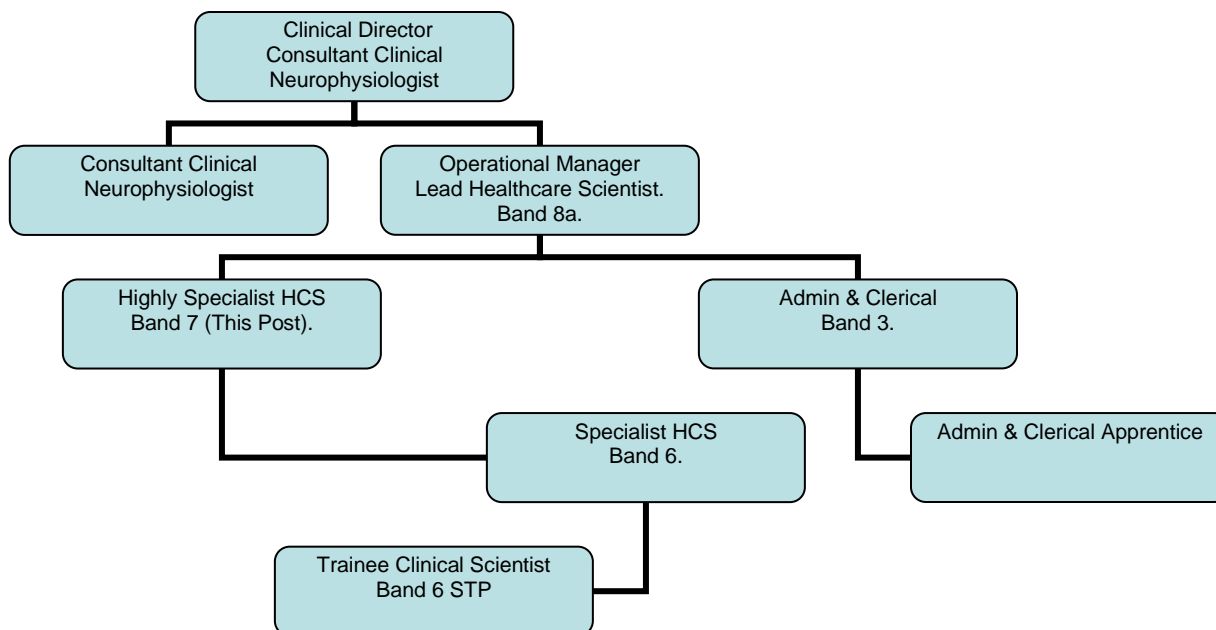 Clinical Director
Consultant Clinical
Neurophysiologist
Consultant Clinical
Neurophysiologist
Operational Manager
Lead Healthcare Scientist.
Band 8a.
Highly Specialist HCS
Band 7 (This Post).
Admin & Clerical
Band 3.
Specialist HCS
Band 6.
Admin & Clerical Apprentice
Trainee Clinical Scientist
Band 6 STP